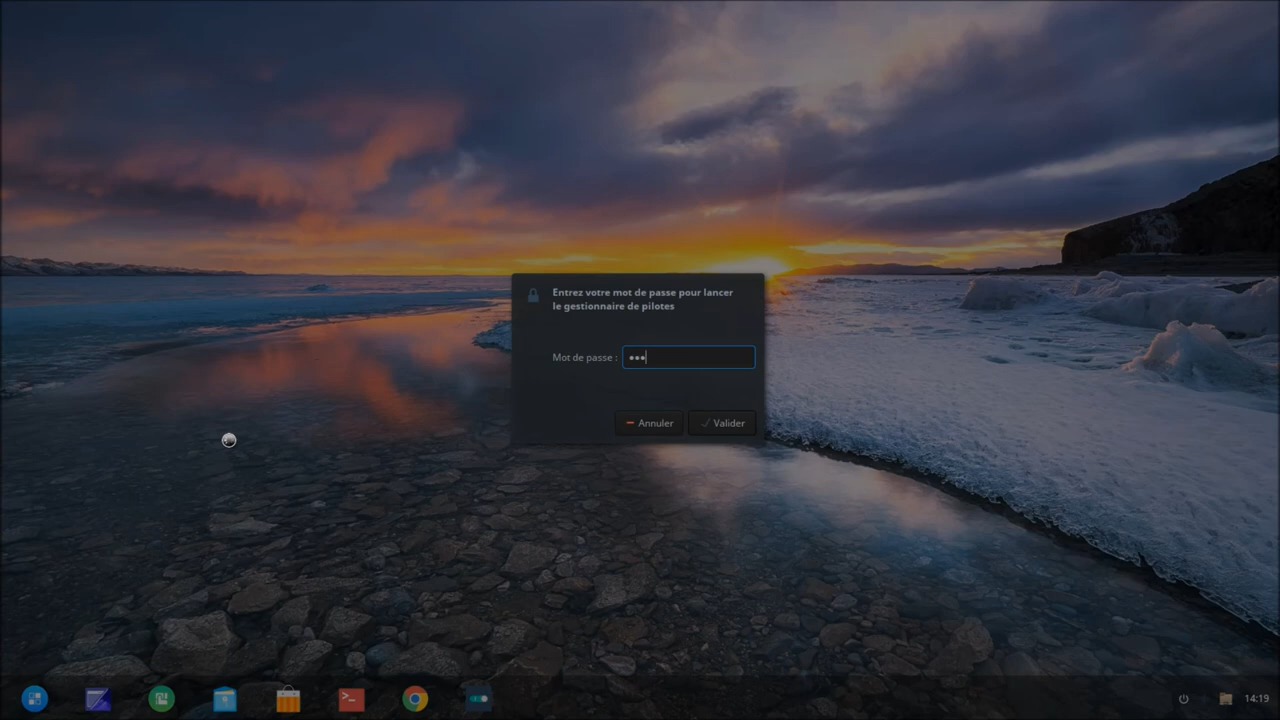 Entrez votre mot de passe pour lancer
le gestionnaire de pilotes
Mot de passe : •••
Annuler Valider
14:19